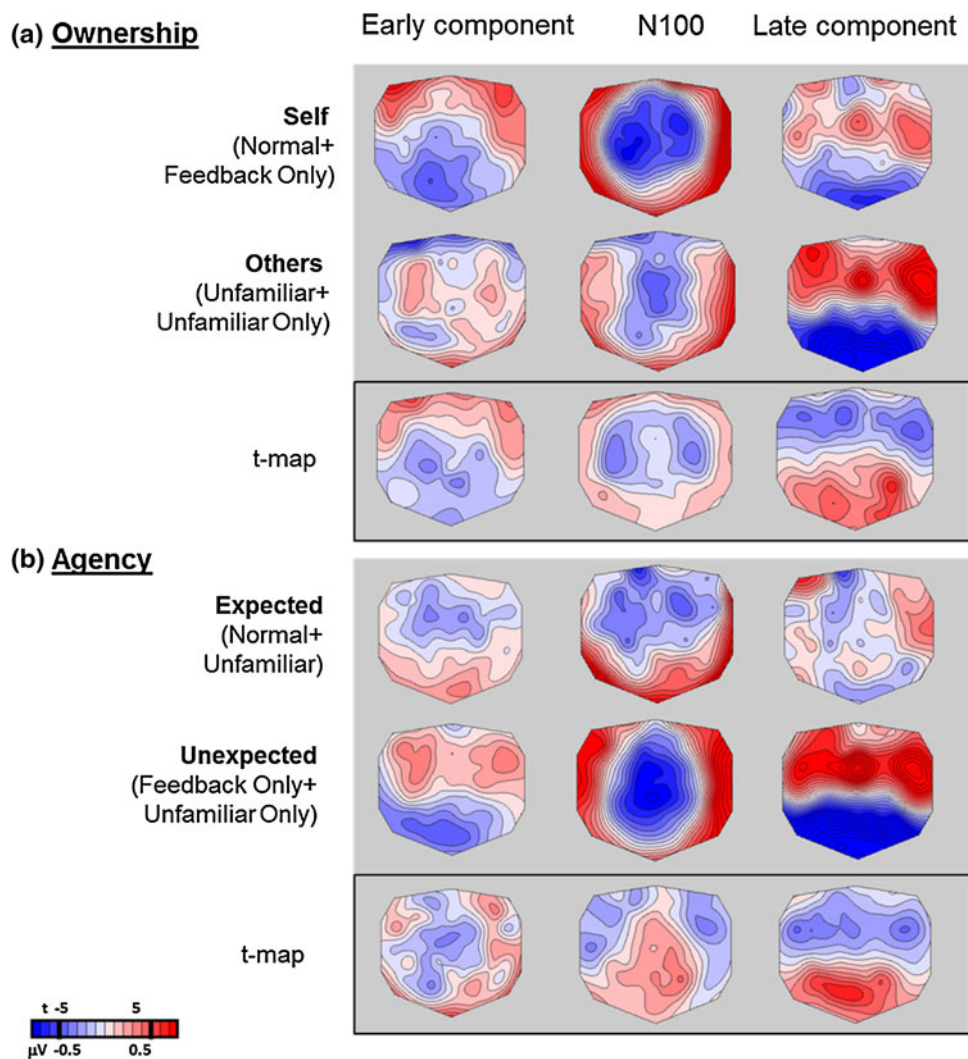 (a) Ownership
Early component N100 Late component
Self
(Normal+
Feedback Only)
Others
(Unfamiliar+
Unfamiliar Only)
t-map
(b) Agency
Expected
(Normal+
Unfamiliar)
Unexpected
(Feedback Only+
Unfamiliar Only)
t-map
t -5 5
μV -0.5 0.5